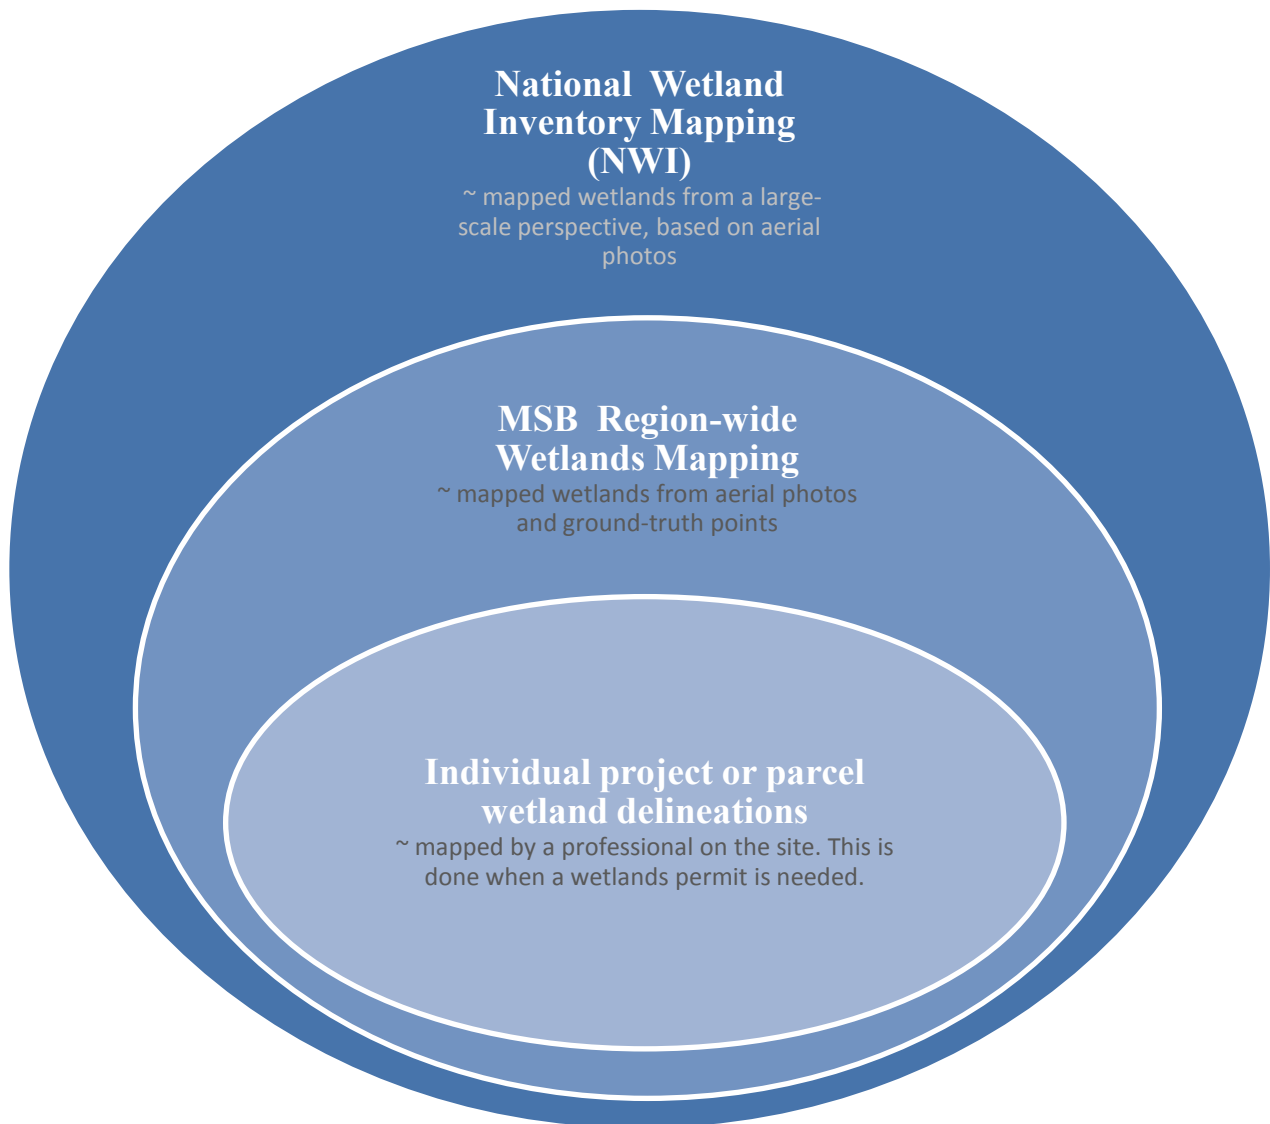 National Wetland
Inventory Mapping
(NWI)
~ mapped wetlands from a large-
scale perspective, based on aerial
photos
MSB Region-wide
Wetlands Mapping
~ mapped wetlands from aerial photos
and ground-truth points
Individual project or parcel
wetland delineations
~ mapped by a professional on the site. This is
done when a wetlands permit is needed.